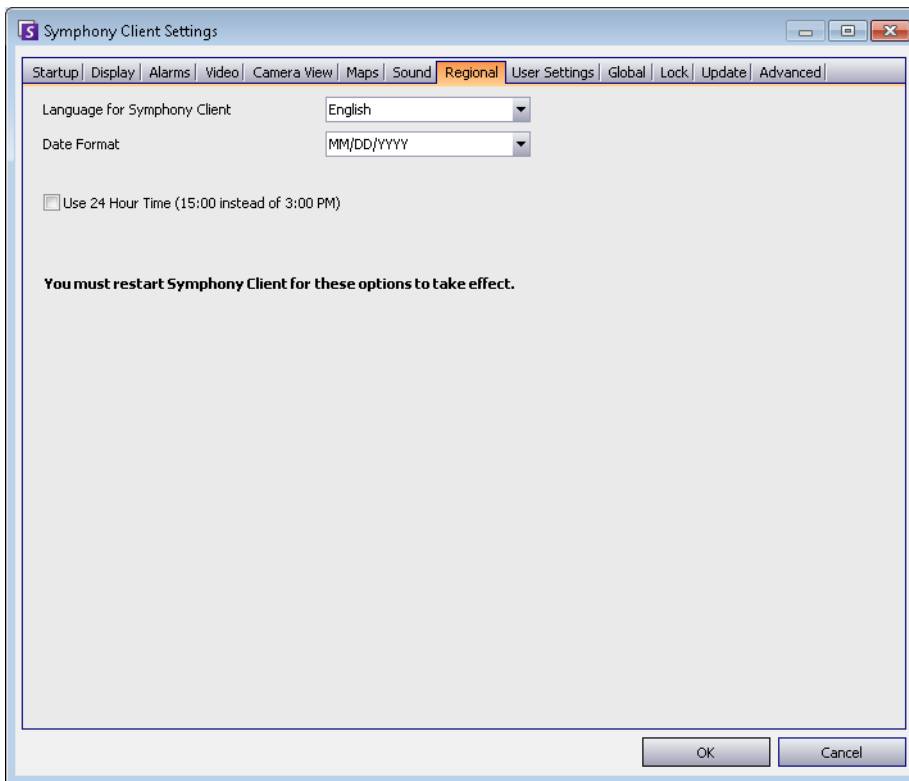 Symphony Client Settings
Startup Display Alarms Video Camera View Maps Sound Regional User Settings Global Lock Update Advanced
Language for Symphony Client English
Date Format MM/DD/YYYY
Use 24 Hour Time (15:00 instead of 3:00 PM)
You must restart Symphony Client for these options to take effect.
OK Cancel